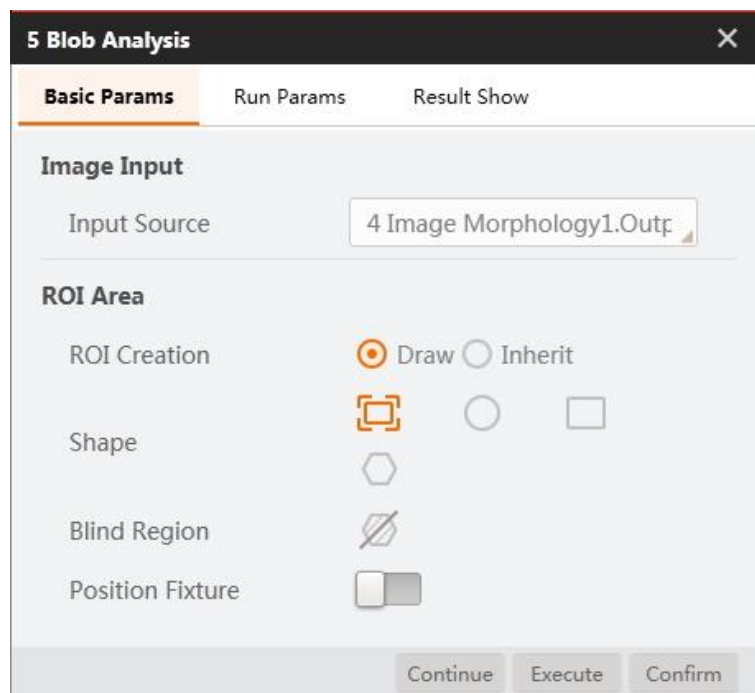 5 Blob Analysis
Basic Params Run Params Result Show
Image Input
Input Source 4 Image Morphology1.Outp
ROI Area
ROI Creation Draw Inherit
Shape
Blind Region
Position Fixture
Continue Execute Confirm